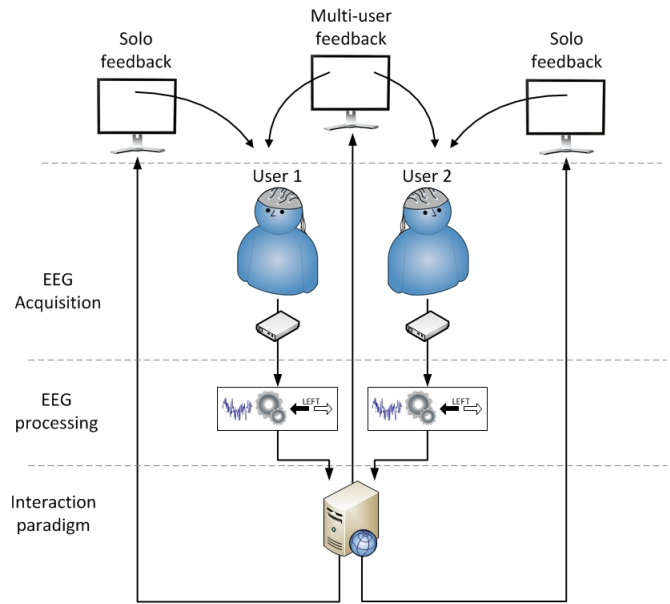 Multi-user
feedback
Solo
feedback
Solo
feedback
User 1
User 2
EEG
Acquisition
EEG
processing
LEFT
LEFT
Interaction
paradigm